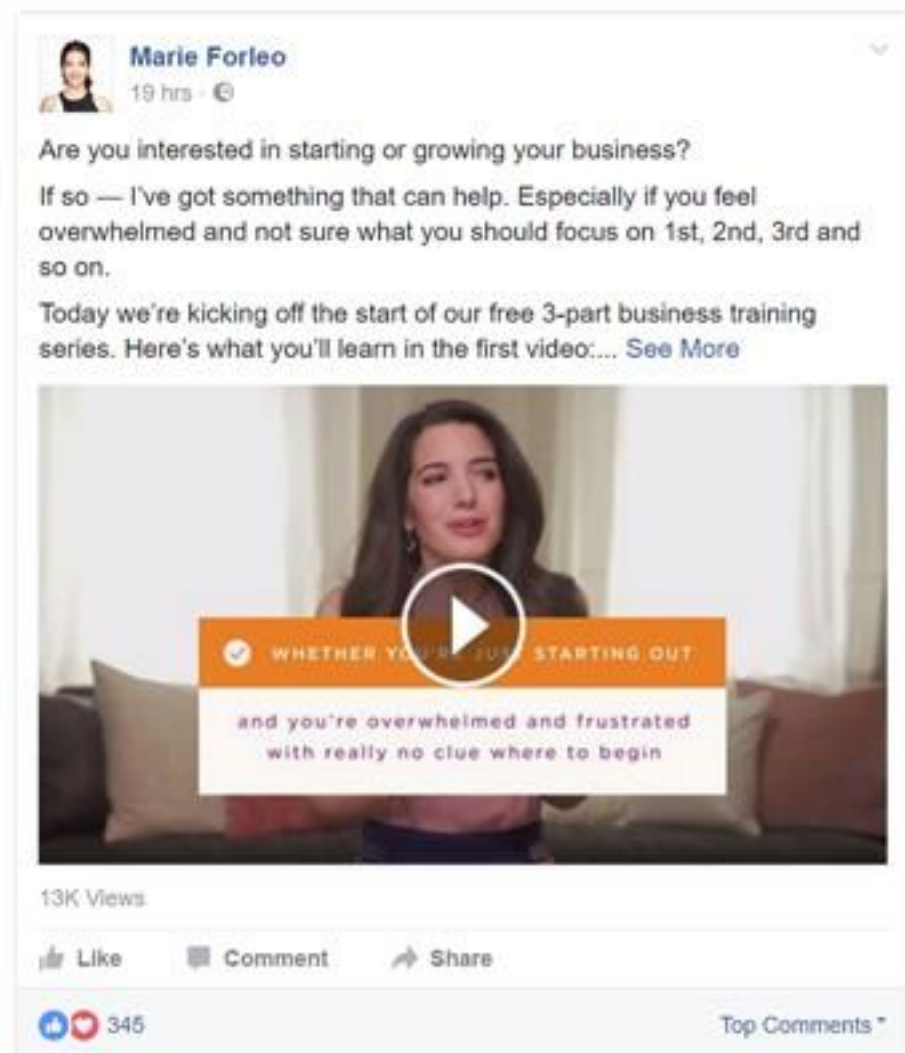 Marie Forleo
19 hrs ·
Are you interested in starting or growing your business?
If so — I've got something that can help. Especially if you feel
overwhelmed and not sure what you should focus on 1st, 2nd, 3rd and
so on.
Today we're kicking off the start of our free 3-part business training
series. Here's what you'll learn in the first video:... See More
WHETHER YOU'RE JUST STARTING OUT
and you're overwhelmed and frustrated
with really no clue where to begin
13K Views
Like Comment Share
345 Top Comments